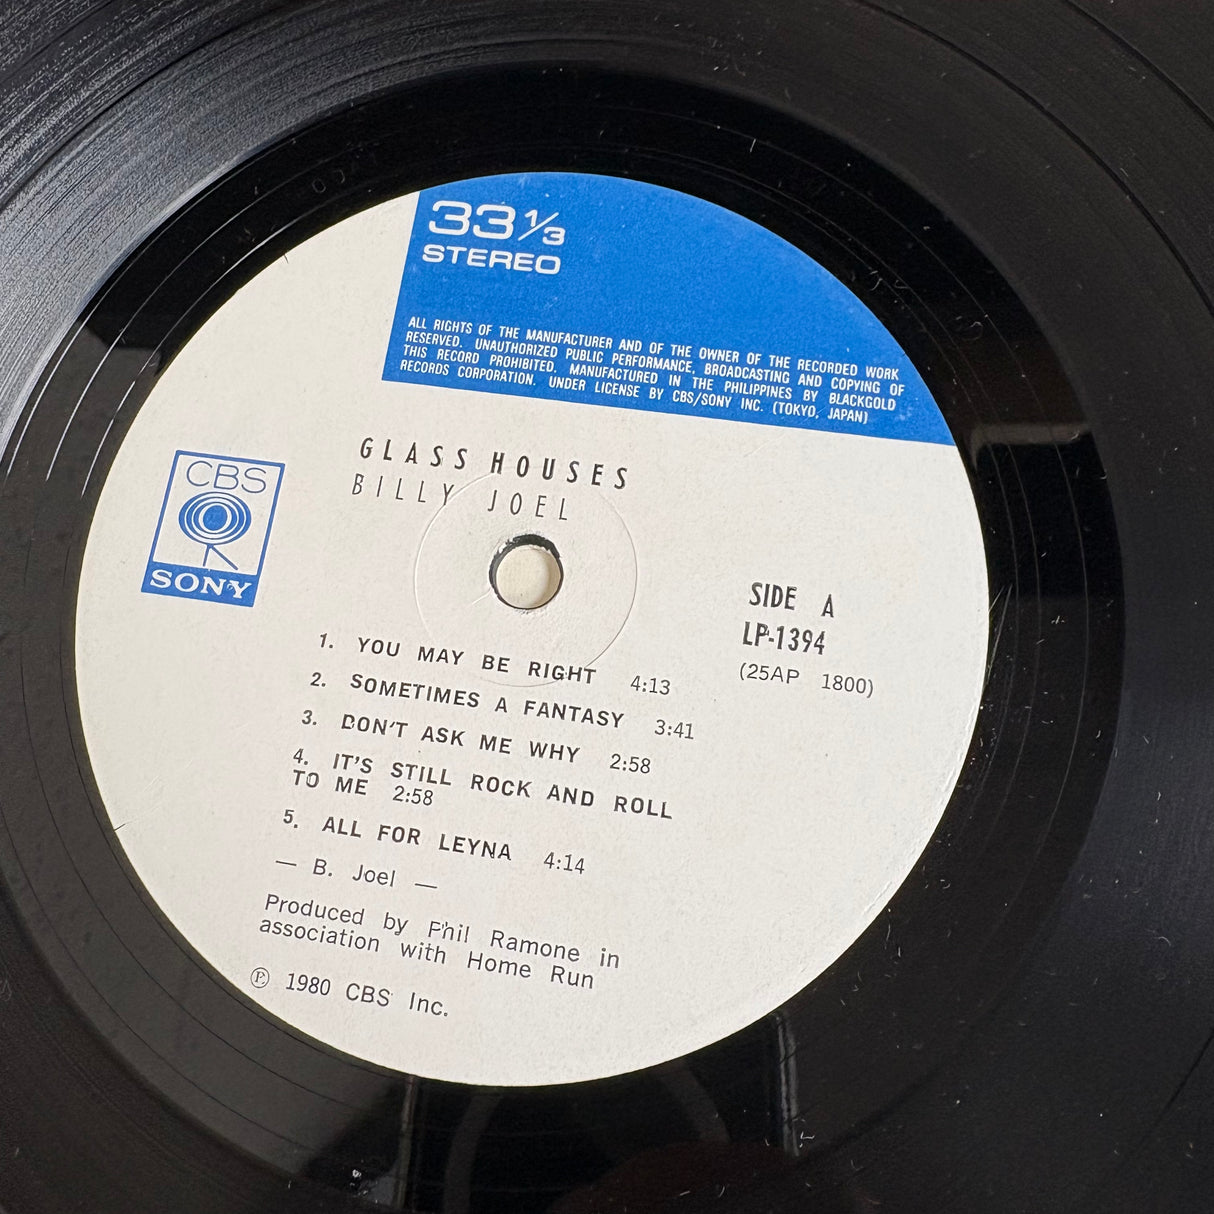 33 1/3
STEREO
ALL RIGHTS OF THE MANUFACTURER AND OF THE OWNER OF THE RECORDED WORK
RESERVED. UNAUTHORIZED PUBLIC PERFORMANCE, BROADCASTING AND COPYING OF
THIS RECORD PROHIBITED. MANUFACTURED IN THE PHILIPPINES BY BLACKGOLD
RECORDS CORPORATION. UNDER LICENSE BY CBS/SONY INC. (TOKYO, JAPAN)
GLASS HOUSES
BILLY JOEL
CBS
SONY
SIDE A
LP-1394
(25AP 1800)
1. YOU MAY BE RIGHT 4:13
2. SOMETIMES A FANTASY 3:41
3. DON'T ASK ME WHY 2:58
4. IT'S STILL ROCK AND ROLL
TO ME 2:58
5. ALL FOR LEYNA 4:14
— B. Joel —
Produced by Phil Ramone in
association with Home Run
℗ 1980 CBS Inc.